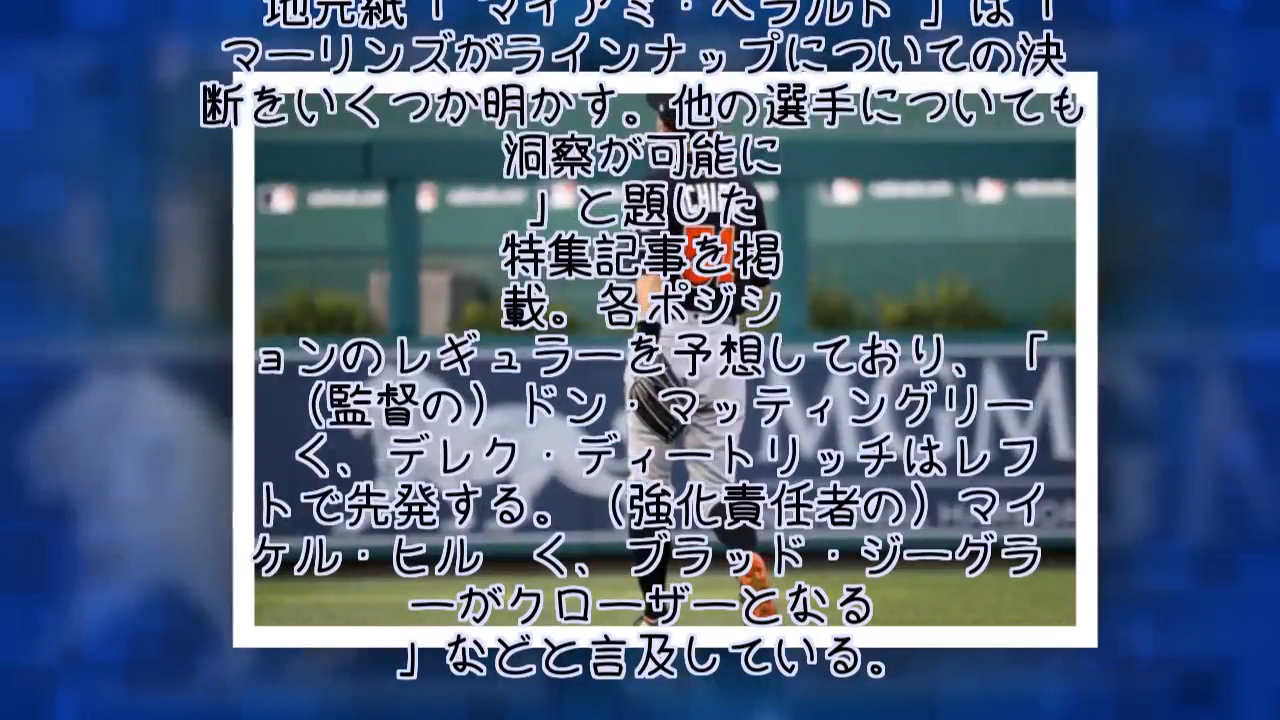 地元紙「 マイアミ・ヘラルド 」は「
マーリンズがラインナップについての決
断をいくつか明かす。他の選手についても
洞察が可能に
」と題した
特集記事を掲
載。各ポジシ
ョンのレギュラーを予想しており、「
（監督の）ドン・マッティングリー
く、デレク・ディートリッチはレフ
トで先発する。（強化責任者の）マイ
ケル・ヒル　く、ブラッド・ジーグラ
ーがクローザーとなる
」などと言及している。
51